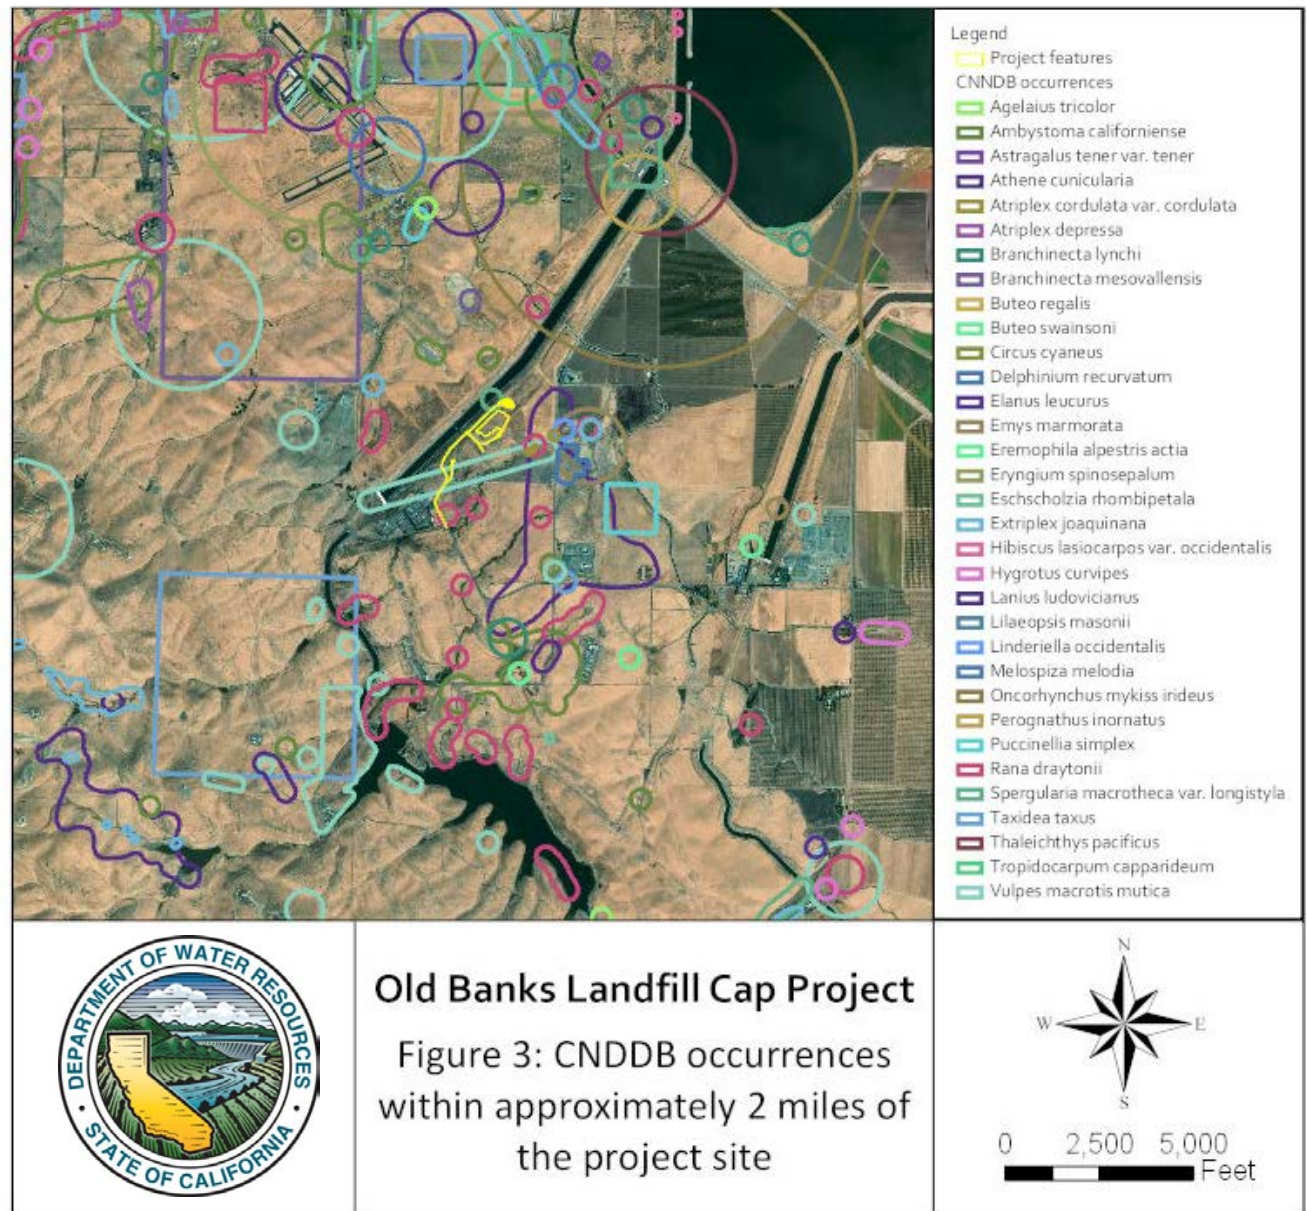 Legend
Project features
CNNDB occurrences
Agelaius tricolor
Ambystoma californiense
Astragalus tener var. tener
Athene cunicularia
Atriplex cordulata var. cordulata
Atriplex depressa
Branchinecta lynchi
Branchinecta mesovallensis
Buteo regalis
Buteo swainsoni
Circus cyaneus
Delphinium recurvatum
Elanus leucurus
Emys marmorata
Eremophila alpestris actia
Eryngium spinosepalum
Eschscholzia rhombipetala
Extriplex joaquinana
Hibiscus lasiocarpos var. occidentalis
Hygrotus curvipes
Lanius ludovicianus
Lilaeopsis masonii
Linderiella occidentalis
Melospiza melodia
Oncorhynchus mykiss irideus
Perognathus inornatus
Puccinellia simplex
Rana draytonii
Spergularia macrotheca var. longistyla
Taxidea taxus
Thaleichthys pacificus
Tropidocarpum capparideum
Vulpes macrotis mutica
DEPARTMENT OF WATER RESOURCES
STATE OF CALIFORNIA
Old Banks Landfill Cap Project
Figure 3: CNDDB occurrences
within approximately 2 miles of
the project site
N
W E
S
0 2,500 5,000
Feet